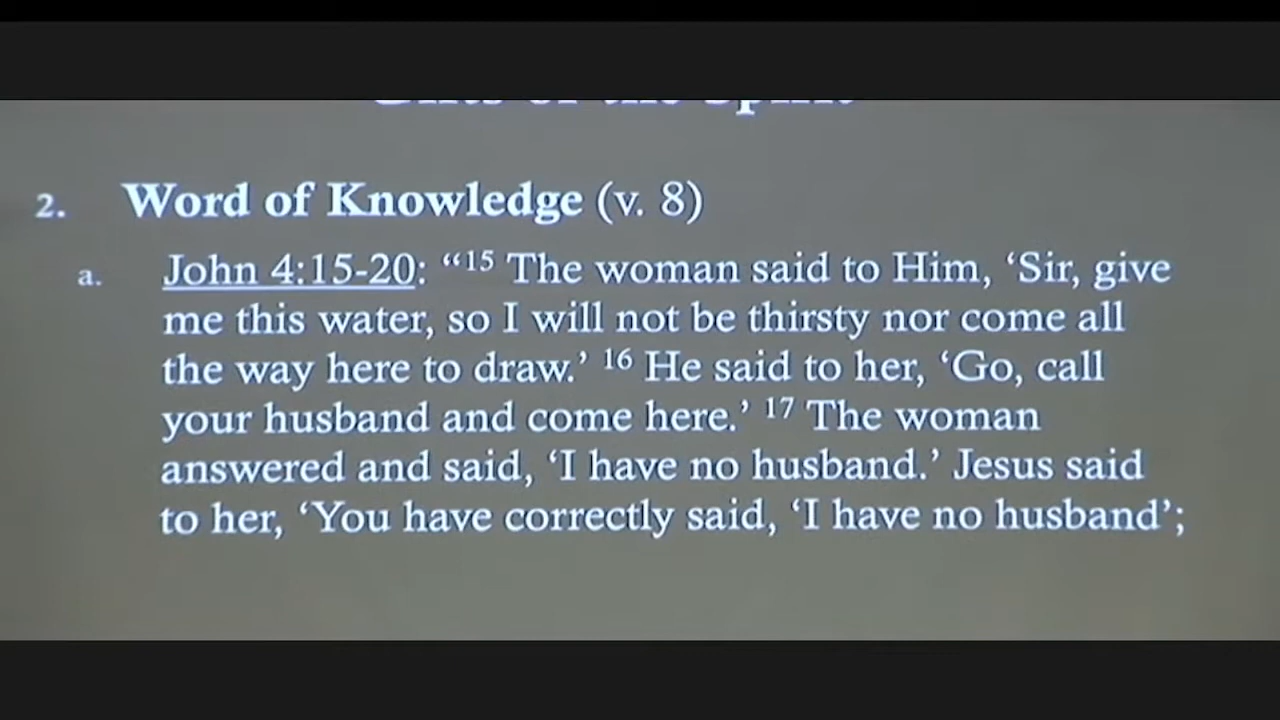 2. Word of Knowledge (v. 8)
a. John 4:15-20: “15 The woman said to Him, ‘Sir, give
me this water, so I will not be thirsty nor come all
the way here to draw.’ 16 He said to her, ‘Go, call
your husband and come here.’ 17 The woman
answered and said, ‘I have no husband.’ Jesus said
to her, ‘You have correctly said, ‘I have no husband’;